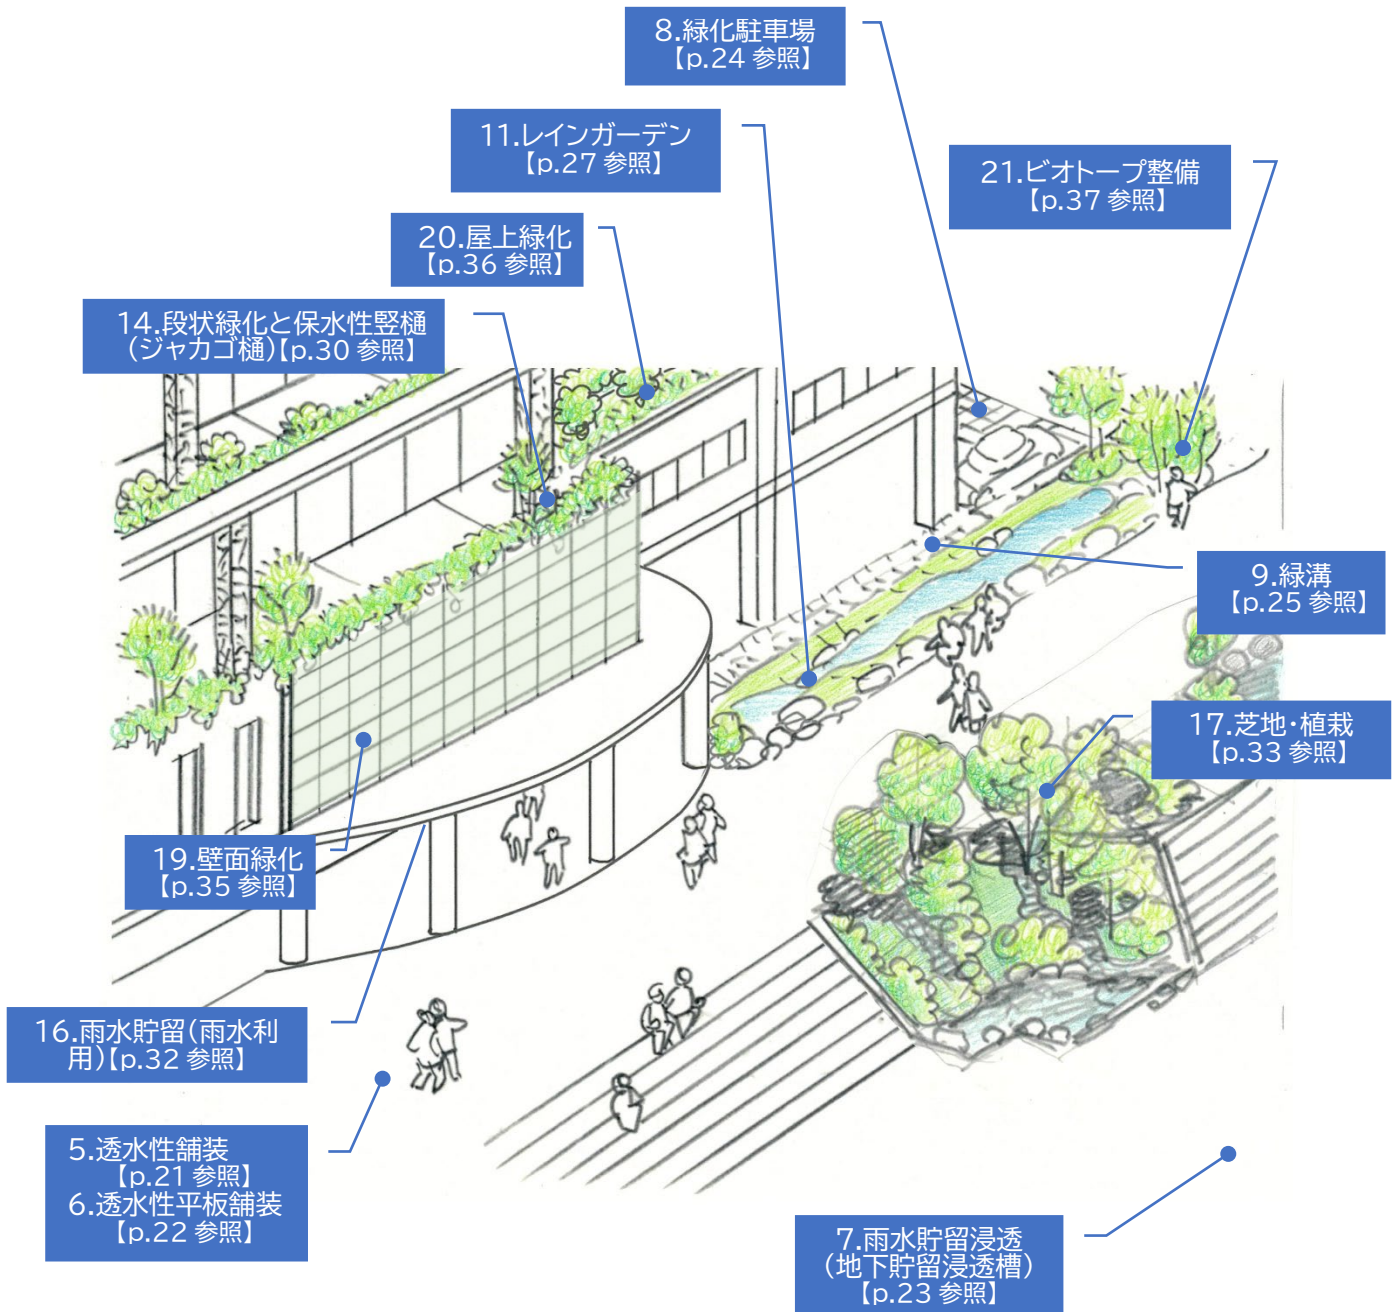 8.緑化駐車場
【p.24 参照】
11.レインガーデン
【p.27 参照】
21.ビオトープ整備
【p.37 参照】
20.屋上緑化
【p.36 参照】
14.段状緑化と保水性竪樋
（ジャカゴ樋）【p.30 参照】
9.緑溝
【p.25 参照】
17.芝地・植栽
【p.33 参照】
19.壁面緑化
【p.35 参照】
16.雨水貯留（雨水利
用）【p.32 参照】
5.透水性舗装
【p.21 参照】
6.透水性平板舗装
【p.22 参照】
7.雨水貯留浸透
（地下貯留浸透槽）
【p.23 参照】